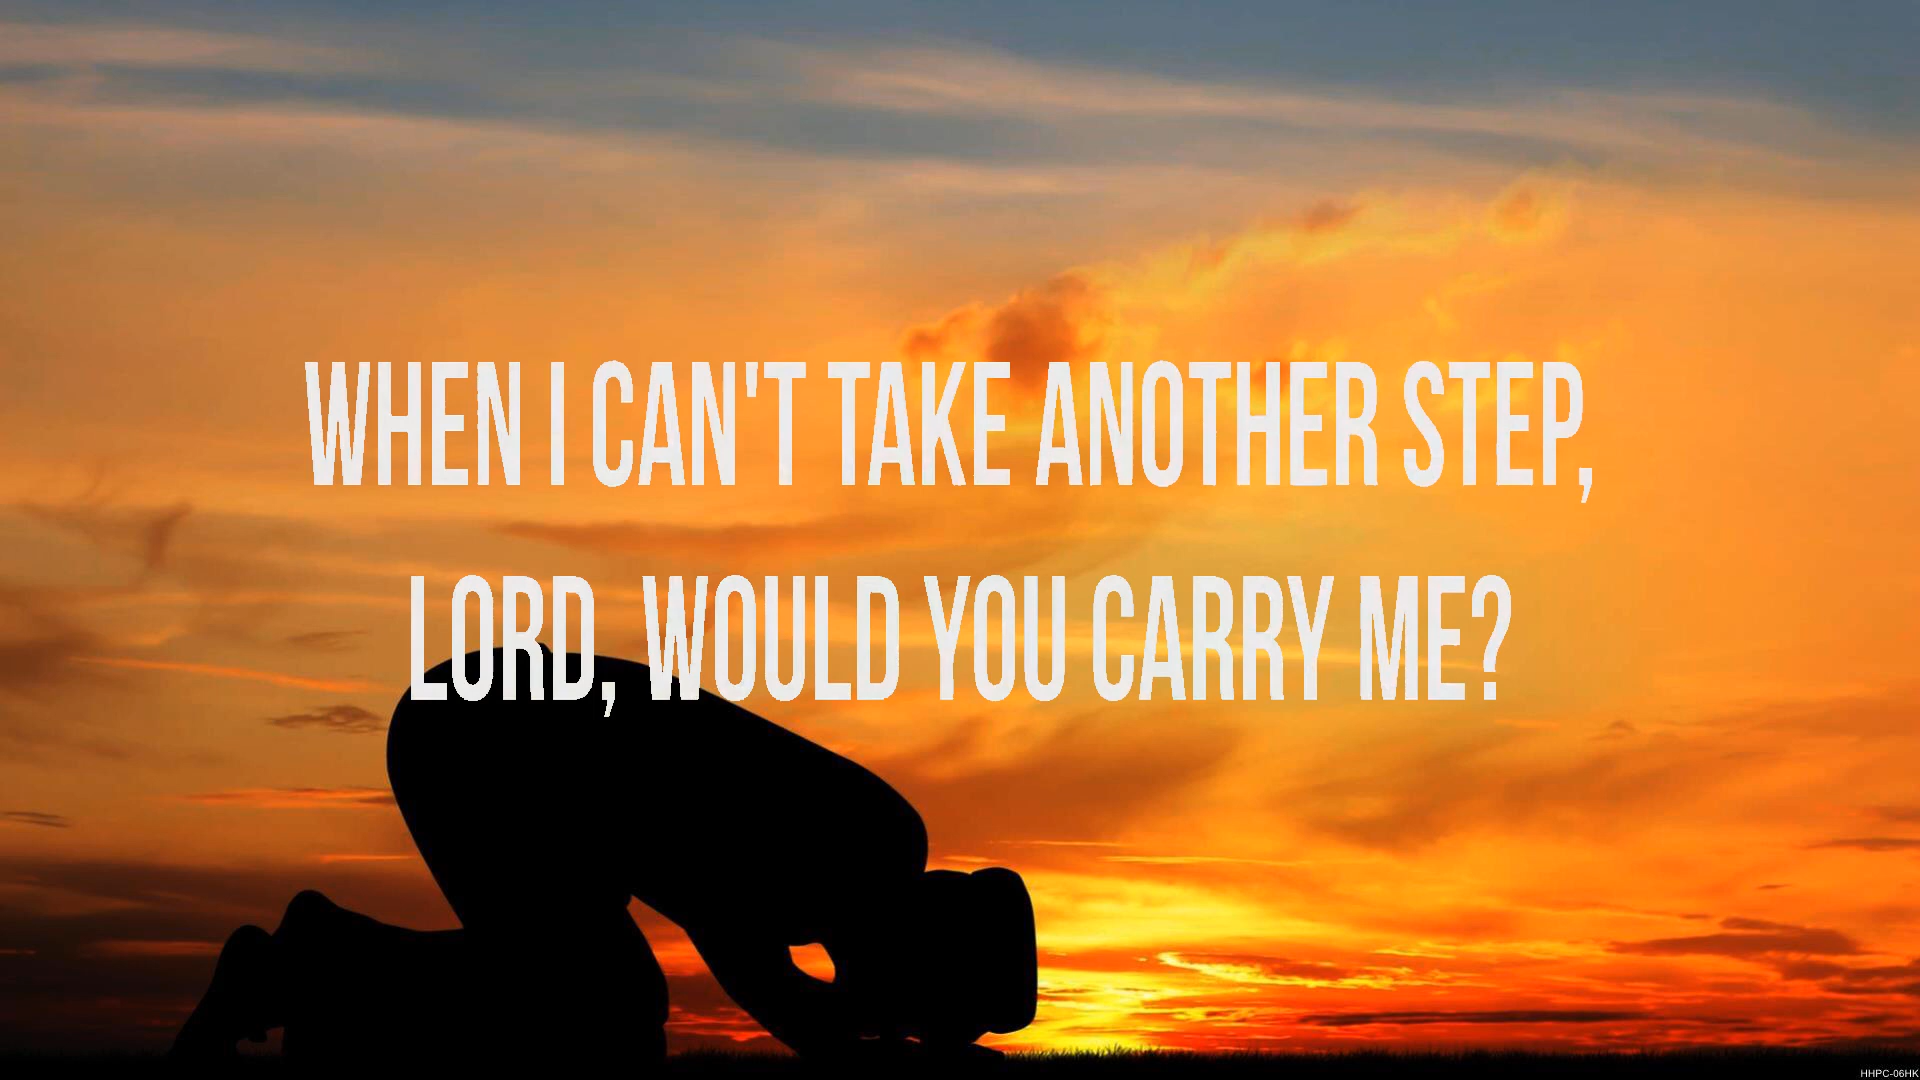 WHEN I CAN'T TAKE ANOTHER STEP,
LORD, WOULD YOU CARRY ME?
HHPC-06HK